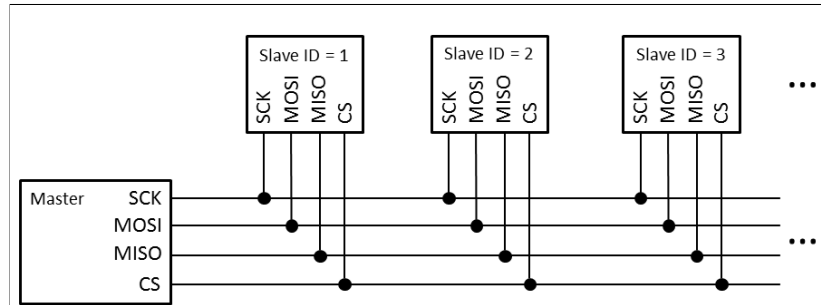 Slave ID = 1
SCK
MOSI
MISO
CS
Slave ID = 2
SCK
MOSI
MISO
CS
Slave ID = 3
SCK
MOSI
MISO
CS
...
Master
SCK
MOSI
MISO
CS
...